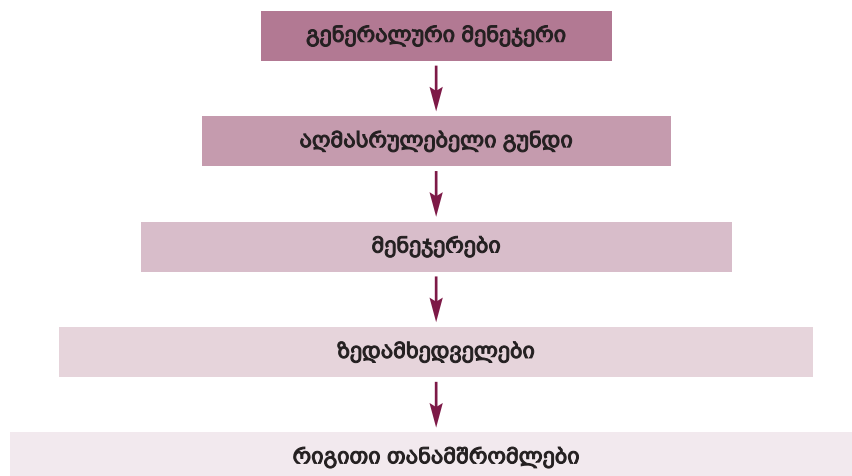 გენერალური მენეჯერი
აღმასრულებელი გუნდი
მენეჯერები
ზედამხედველები
რიგითი თანამშრომლები